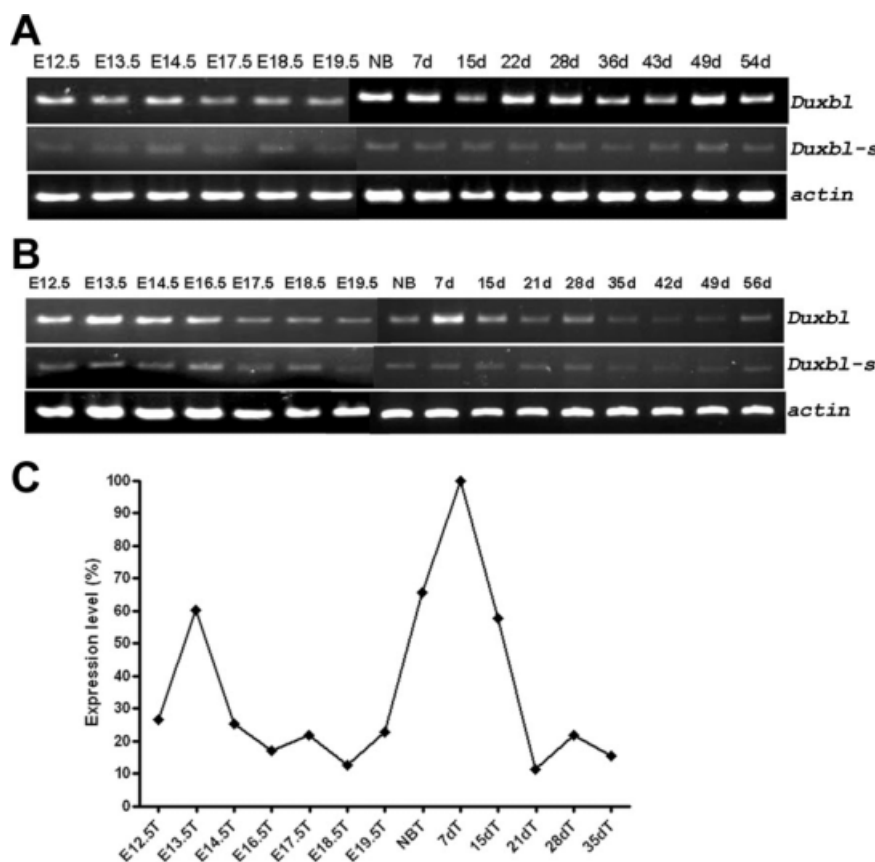 A
E12.5 E13.5 E14.5 E17.5 E18.5 E19.5 NB 7d 15d 22d 28d 36d 43d 49d 54d
Duxbl
Duxbl-s
actin
B
E12.5 E13.5 E14.5 E16.5 E17.5 E18.5 E19.5 NB 7d 15d 21d 28d 35d 42d 49d 56d
Duxbl
Duxbl-s
actin
C
Expression level (%)
100
90
80
70
60
50
40
30
20
10
0
E12.5T E13.5T E14.5T E16.5T E17.5T E18.5T E19.5T NBT 7dT 15dT 21dT 28dT 35dT